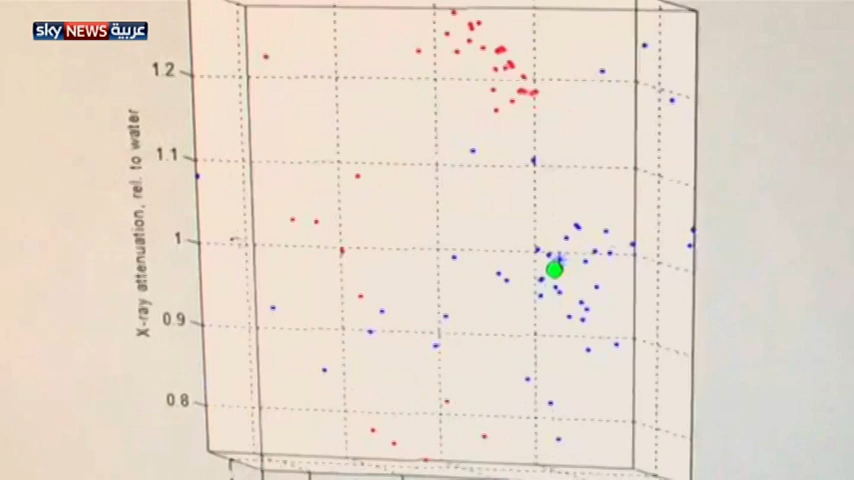 sky NEWS عربية
1.2
1.1
1
0.9
0.8
X-ray attenuation, rel. to water